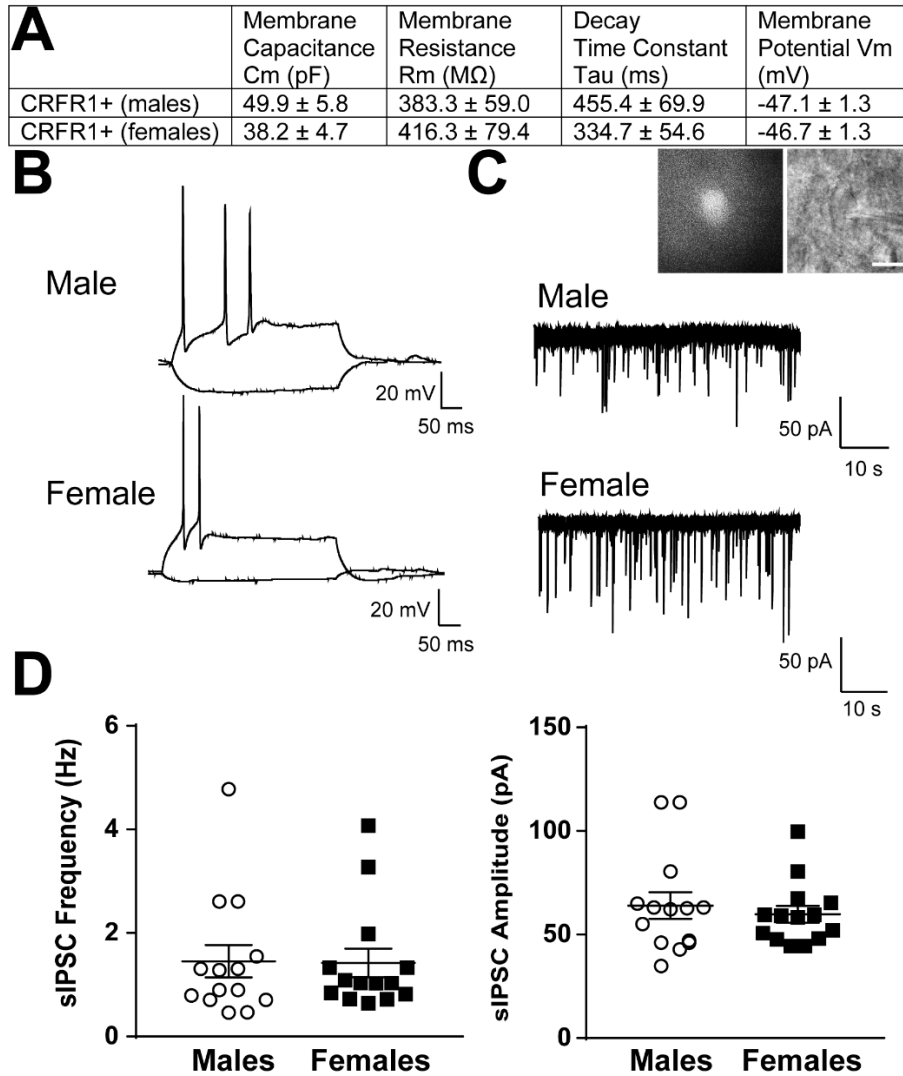 A
Membrane Capacitance Cm (pF)
Membrane Resistance Rm (MΩ)
Decay Time Constant Tau (ms)
Membrane Potential Vm (mV)
CRFR1+ (males) 49.9 ± 5.8 383.3 ± 59.0 455.4 ± 69.9 -47.1 ± 1.3
CRFR1+ (females) 38.2 ± 4.7 416.3 ± 79.4 334.7 ± 54.6 -46.7 ± 1.3
B
Male
20 mV
50 ms
Female
20 mV
50 ms
C
Male
50 pA
10 s
Female
50 pA
10 s
D
sIPSC Frequency (Hz)
6
4
2
0
Males Females
sIPSC Amplitude (pA)
150
100
50
0
Males Females